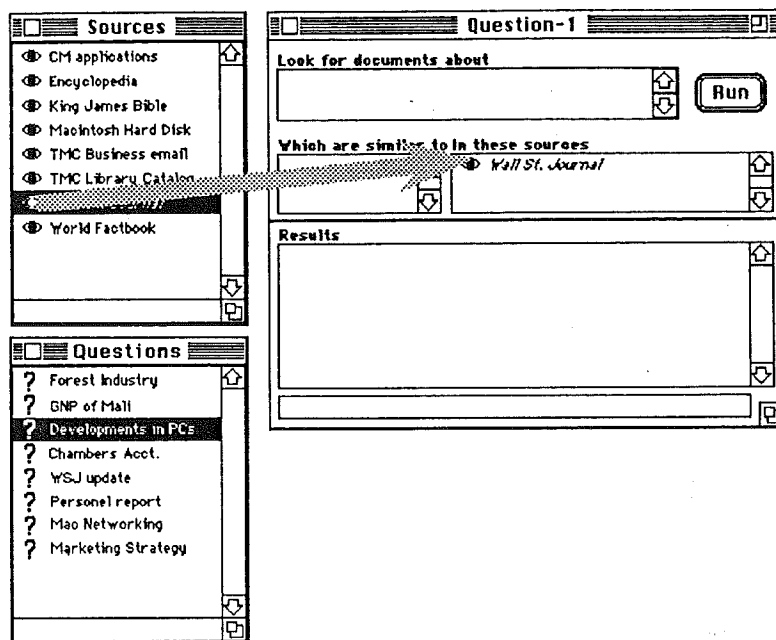 Sources
CM applications
Encyclopedia
King James Bible
Macintosh Hard Disk
TMC Business email
TMC Library Catalog
World Factbook
Questions
? Forest Industry
? GNP of Mali
? Developments in PCs
? Chambers Acct.
? WSJ update
? Personel report
? Mac Networking
? Marketing Strategy
Question-1
Look for documents about
Run
Which are similar to In these sources
Wall St. Journal
Results